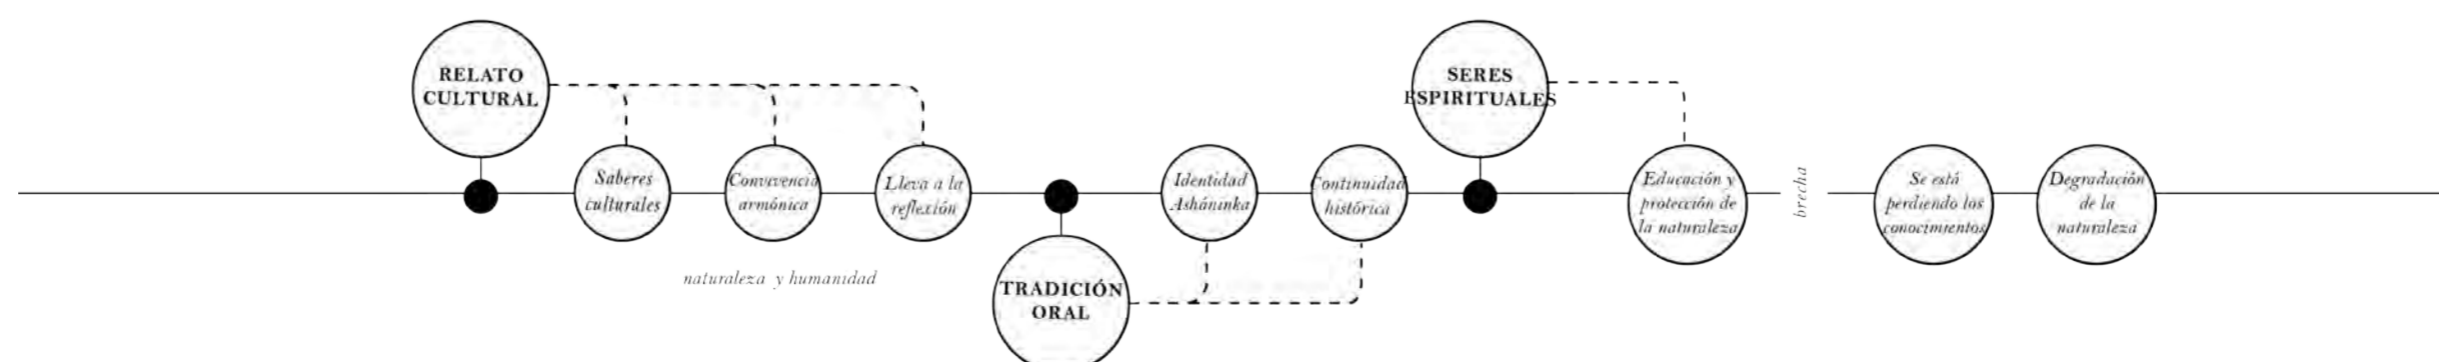 RELATO
CULTURAL
Saberes
culturales
Convivencia
armónica
Lleva a la
reflexión
naturaleza y humanidad
TRADICIÓN
ORAL
Identidad
Asháninka
Continuidad
histórica
SERES
ESPIRITUALES
Educación y
protección de
la naturaleza
brecha
Se está
perdiendo los
conocimientos
Degradación
de la
naturaleza